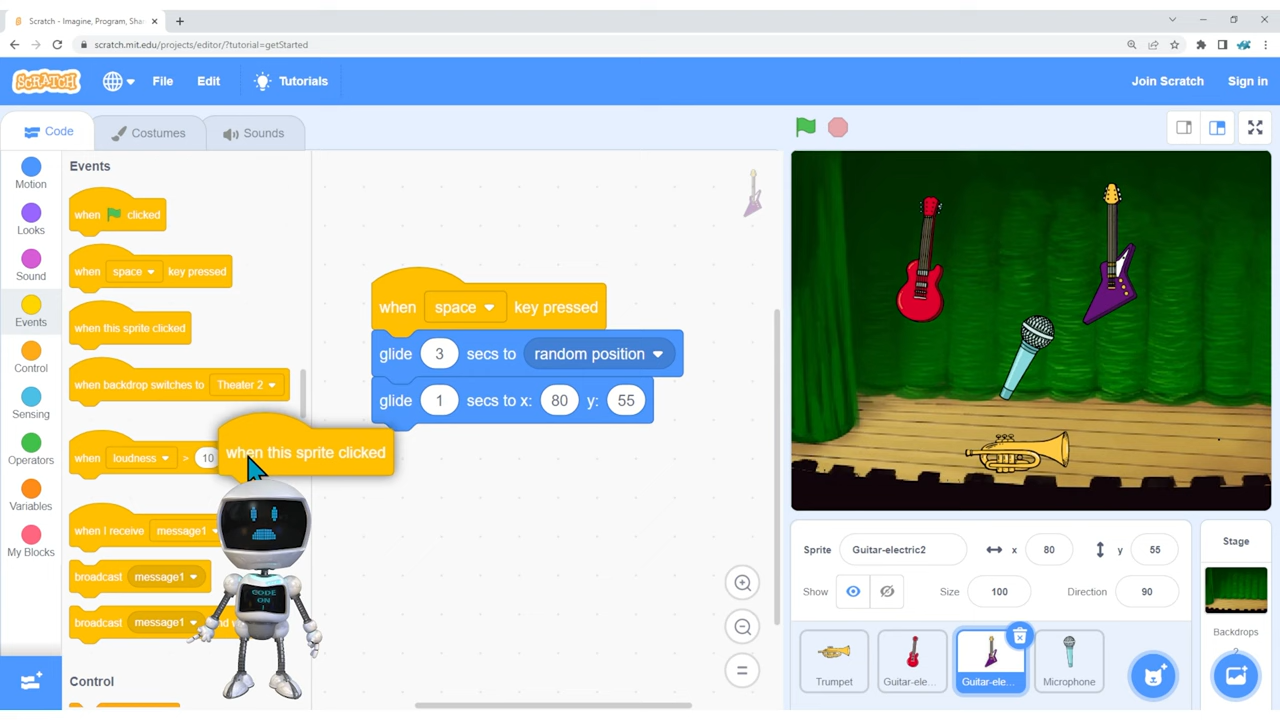 Scratch - Imagine, Program, Sha
scratch.mit.edu/projects/editor/?tutorial=getStarted
SCRATCH
File
Edit
Tutorials
Join Scratch
Sign in
Code
Costumes
Sounds
Motion
Looks
Sound
Events
Control
Sensing
Operators
Variables
My Blocks
Events
when clicked
when space key pressed
when this sprite clicked
when backdrop switches to Theater 2
when loudness > 10
when I receive message1
broadcast message1
broadcast message1
Control
when this sprite clicked
CODE
ON
!
when space key pressed
glide 3 secs to random position
glide 1 secs to x: 80 y: 55
Sprite Guitar-electric2 x 80 y 55
Show Size 100 Direction 90
Trumpet
Guitar-ele...
Guitar-ele...
Microphone
Stage
Backdrops